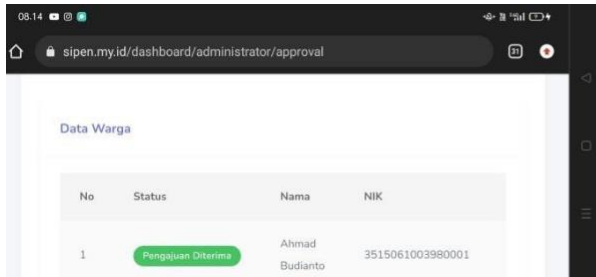 08.14
sipen.my.id/dashboard/administrator/approval
31
Data Warga
No Status Nama NIK
1 Pengajuan Diterima Ahmad Budianto 3515061003980001